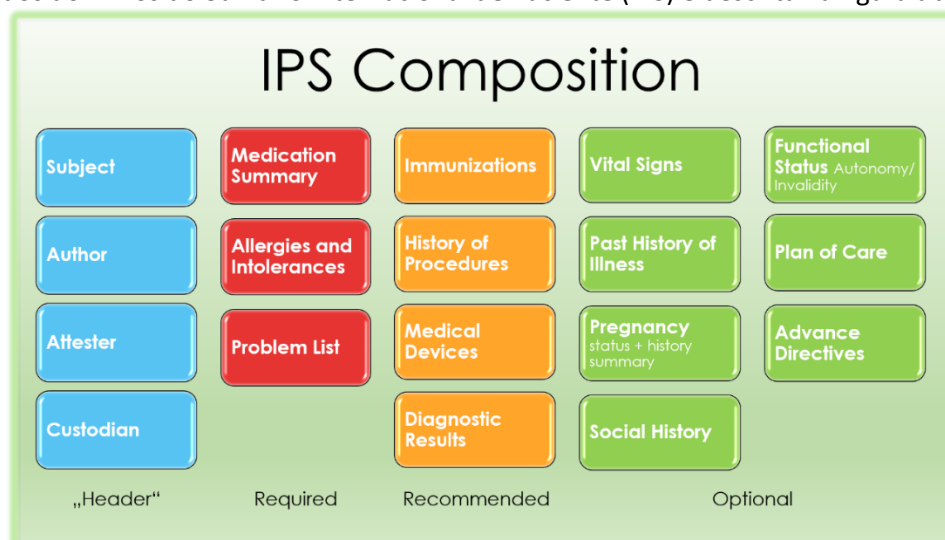 IPS Composition
Subject
Author
Attester
Custodian
„Header“
Medication
Summary
Allergies and
Intolerances
Problem List
Required
Immunizations
History of
Procedures
Medical
Devices
Diagnostic
Results
Recommended
Vital Signs
Past History of
Illness
Pregnancy
status + history
summary
Social History
Functional
Status Autonomy/
Invalidity
Plan of Care
Advance
Directives
Optional